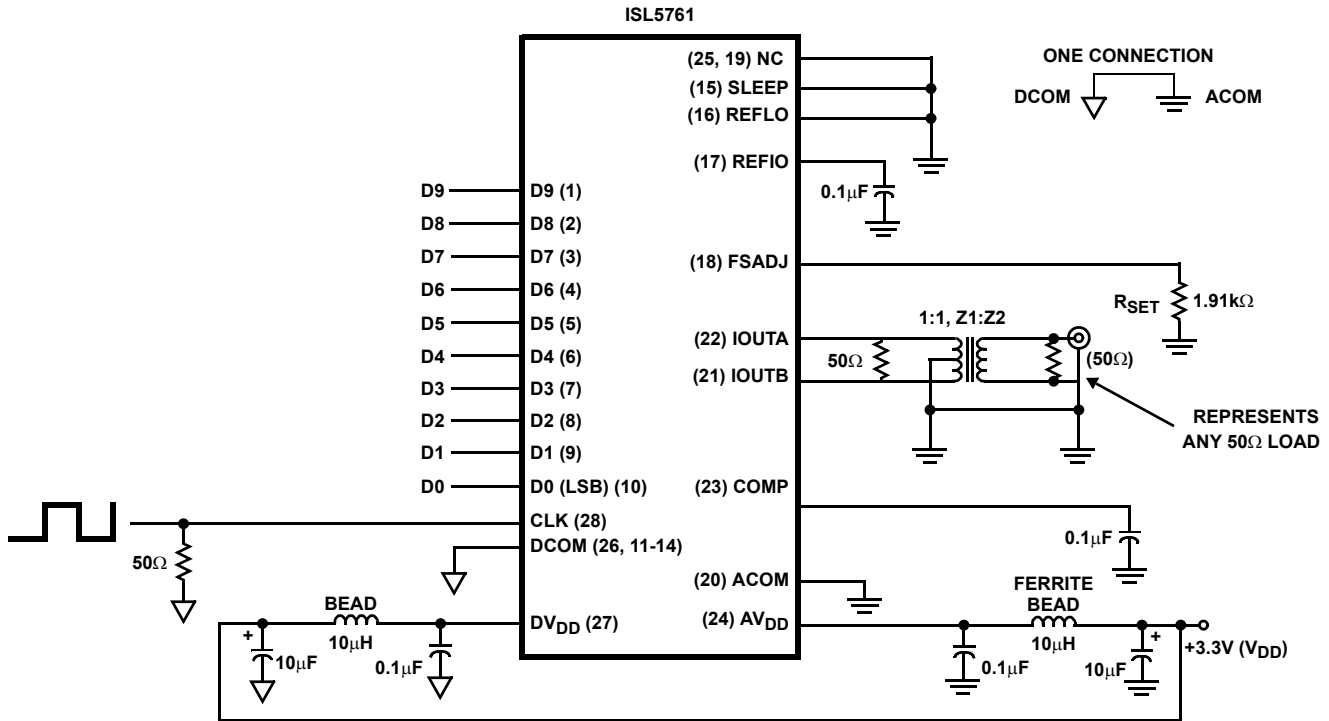 ISL5761
(25, 19) NC
(15) SLEEP
(16) REFLO
(17) REFIO
0.1µF
ONE CONNECTION
DCOM
ACOM
D9
D9 (1)
D8
D8 (2)
D7
D7 (3)
D6
D6 (4)
D5
D5 (5)
D4
D4 (6)
D3
D3 (7)
D2
D2 (8)
D1
D1 (9)
D0
D0 (LSB) (10)
CLK (28)
50Ω
DCOM (26, 11-14)
DVDD (27)
BEAD
+
10µH
10µF
0.1µF
(18) FSADJ
RSET
1.91kΩ
1:1, Z1:Z2
(22) IOUTA
50Ω
(50Ω)
(21) IOUTB
REPRESENTS
ANY 50Ω LOAD
(23) COMP
0.1µF
(20) ACOM
FERRITE
BEAD
(24) AVDD
10µH
+
0.1µF
10µF
+3.3V (VDD)